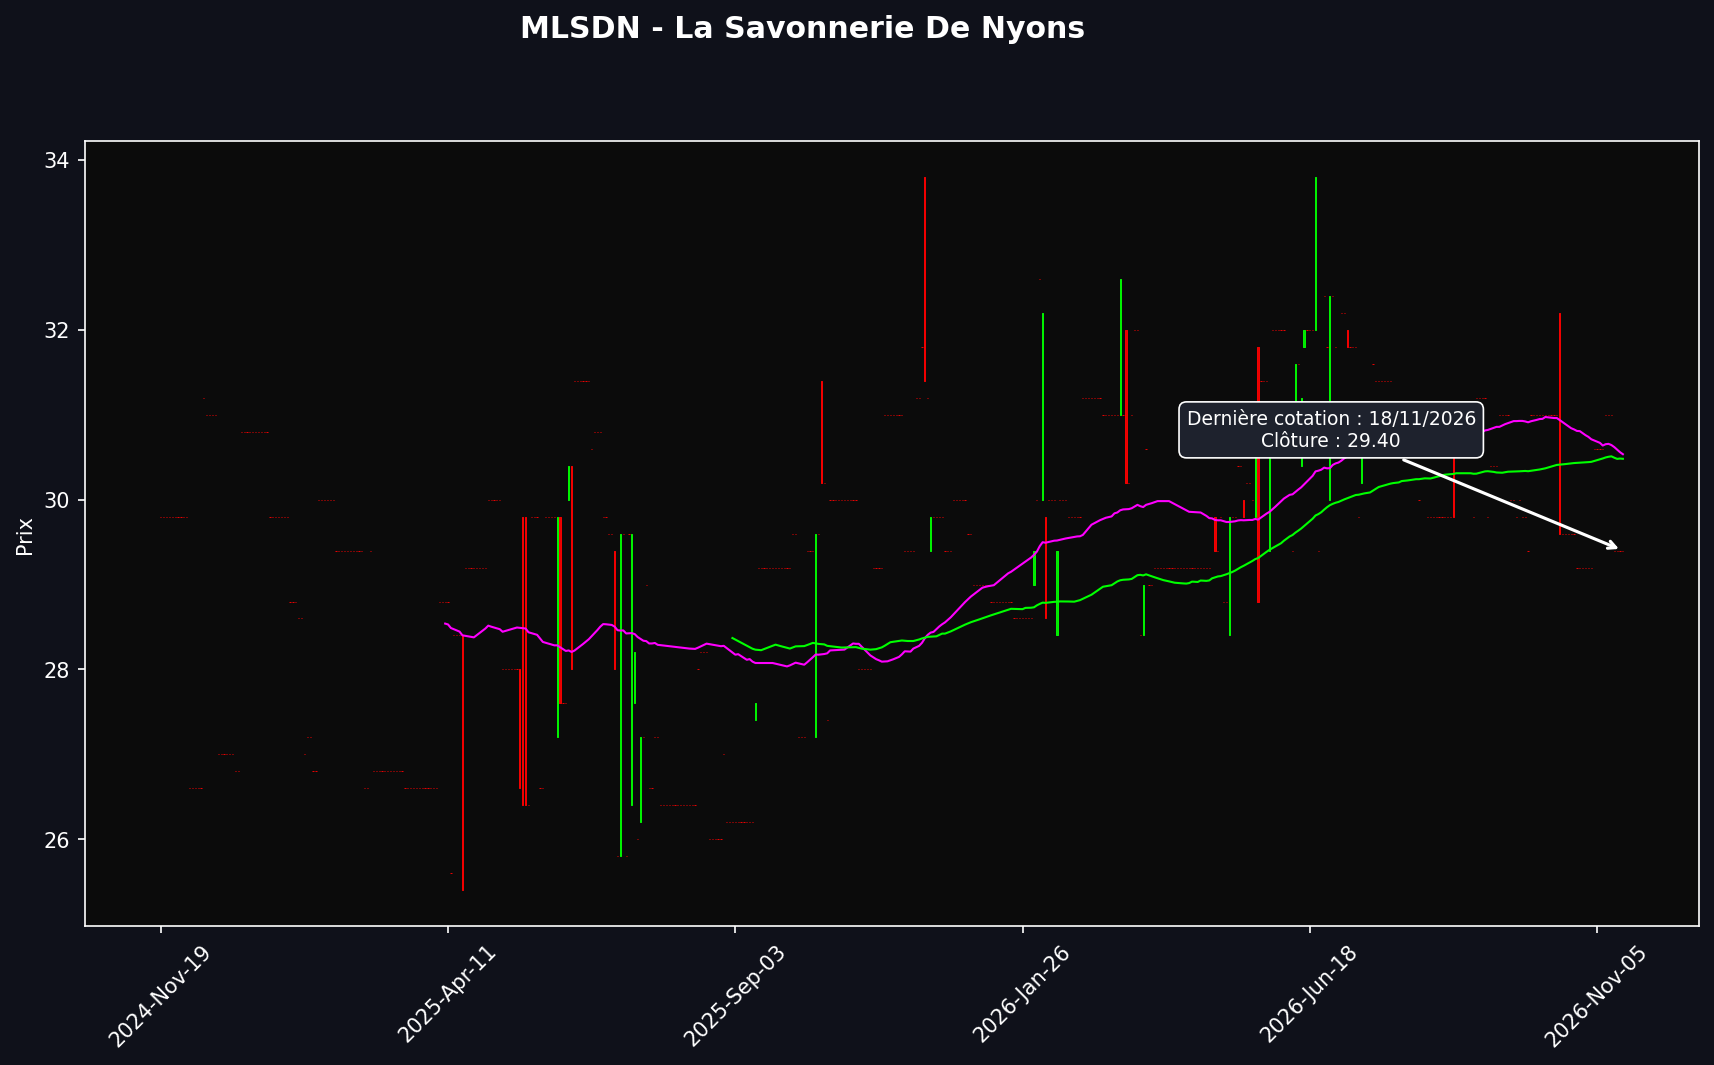 MLSDN - La Savonnerie De Nyons
34
32
30
28
26
Prix
Dernière cotation : 18/11/2026
Clôture : 29.40
2024-Nov-19
2025-Apr-11
2025-Sep-03
2026-Jan-26
2026-Jun-18
2026-Nov-05